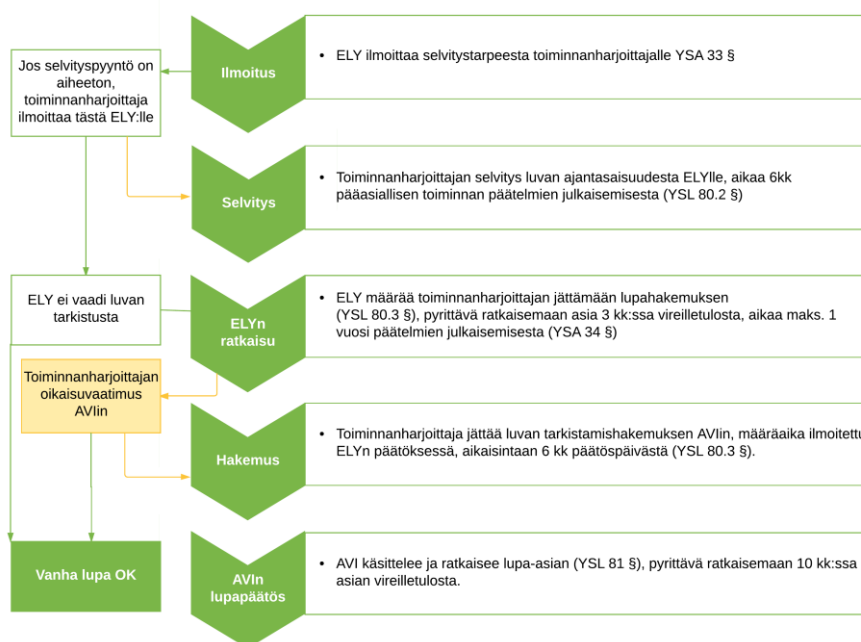 Jos selvityspyyntö on
aiheeton,
toiminnanharjoittaja
ilmoittaa tästä ELY:lle
Ilmoitus
• ELY ilmoittaa selvitystarpeesta toiminnanharjoittajalle YSA 33 §
Selvitys
• Toiminnanharjoittajan selvitys luvan ajantasaisuudesta ELYlle, aikaa 6kk
pääasiallisen toiminnan päätelmien julkaisemisesta (YSL 80.2 §)
ELY ei vaadi luvan
tarkistusta
ELYn
ratkaisu
• ELY määrää toiminnanharjoittajan jättämään lupahakemuksen
(YSL 80.3 §), pyrittävä ratkaisemaan asia 3 kk:ssa vireilletulosta, aikaa maks. 1
vuosi päätelmien julkaisemisesta (YSA 34 §)
Toiminnanharjoittajan
oikaisuvaatimus
AVIin
Hakemus
• Toiminnanharjoittaja jättää luvan tarkistamishakemuksen AVIin, määräaika ilmoitettu
ELYn päätöksessä, aikaisintaan 6 kk päätöspäivästä (YSL 80.3 §).
Vanha lupa OK
AVIn
lupapäätös
• AVI käsittelee ja ratkaisee lupa-asian (YSL 81 §), pyrittävä ratkaisemaan 10 kk:ssa
asian vireilletulosta.